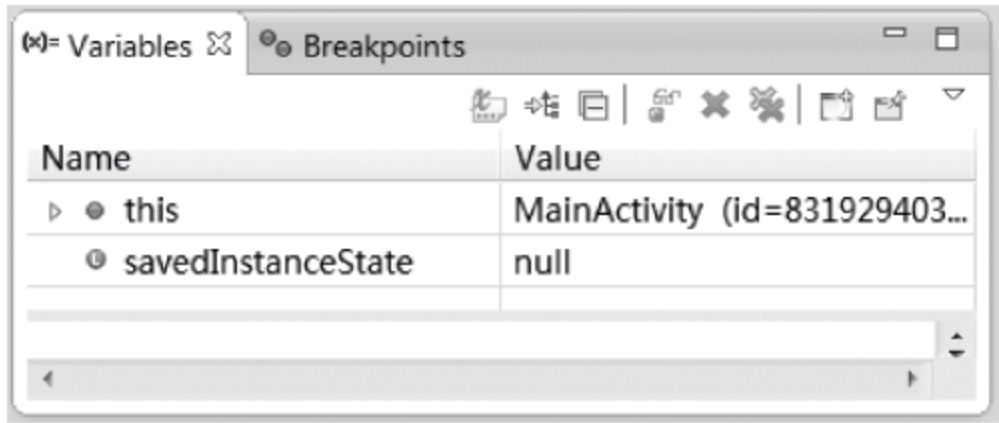 (x)= Variables Breakpoints
Name Value
this MainActivity (id=831929403...
savedInstanceState null